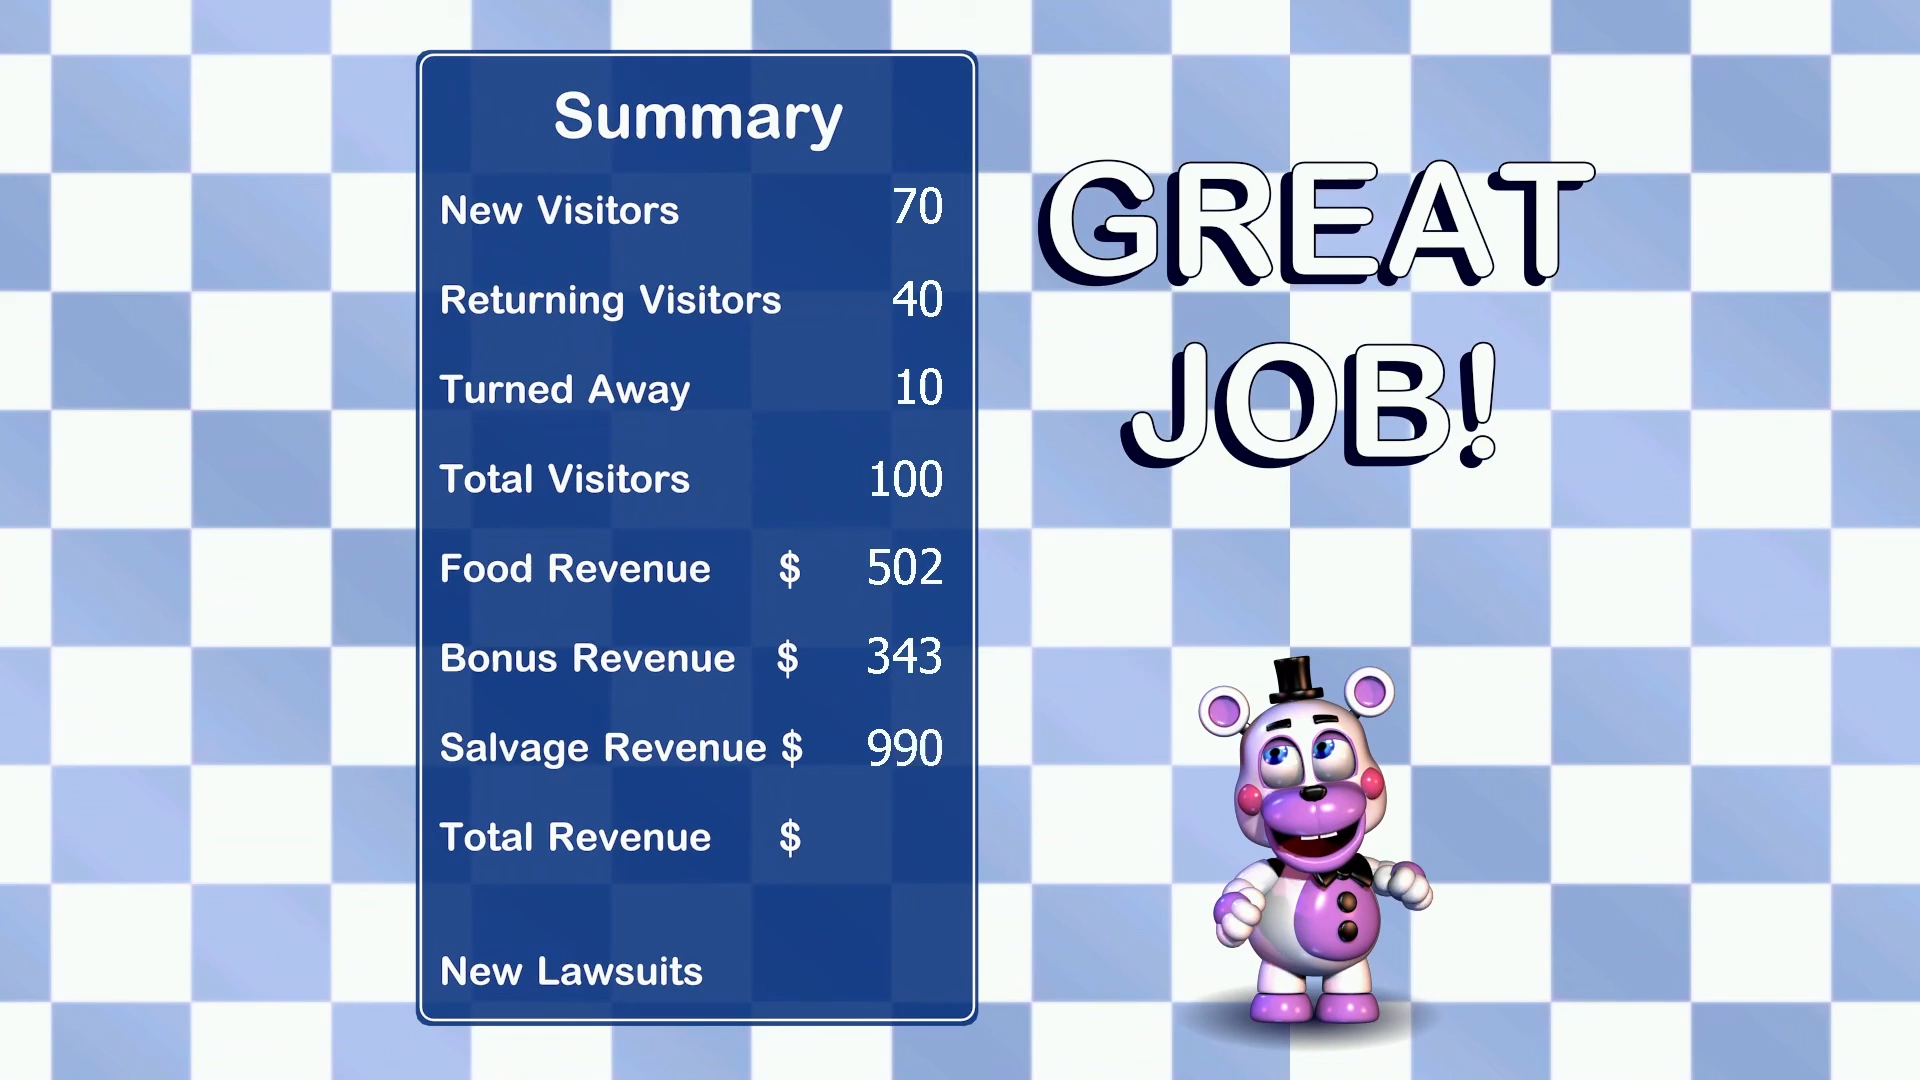 Summary
New Visitors 70
Returning Visitors 40
Turned Away 10
Total Visitors 100
Food Revenue $ 502
Bonus Revenue $ 343
Salvage Revenue $ 990
Total Revenue $
New Lawsuits
GREAT
JOB!